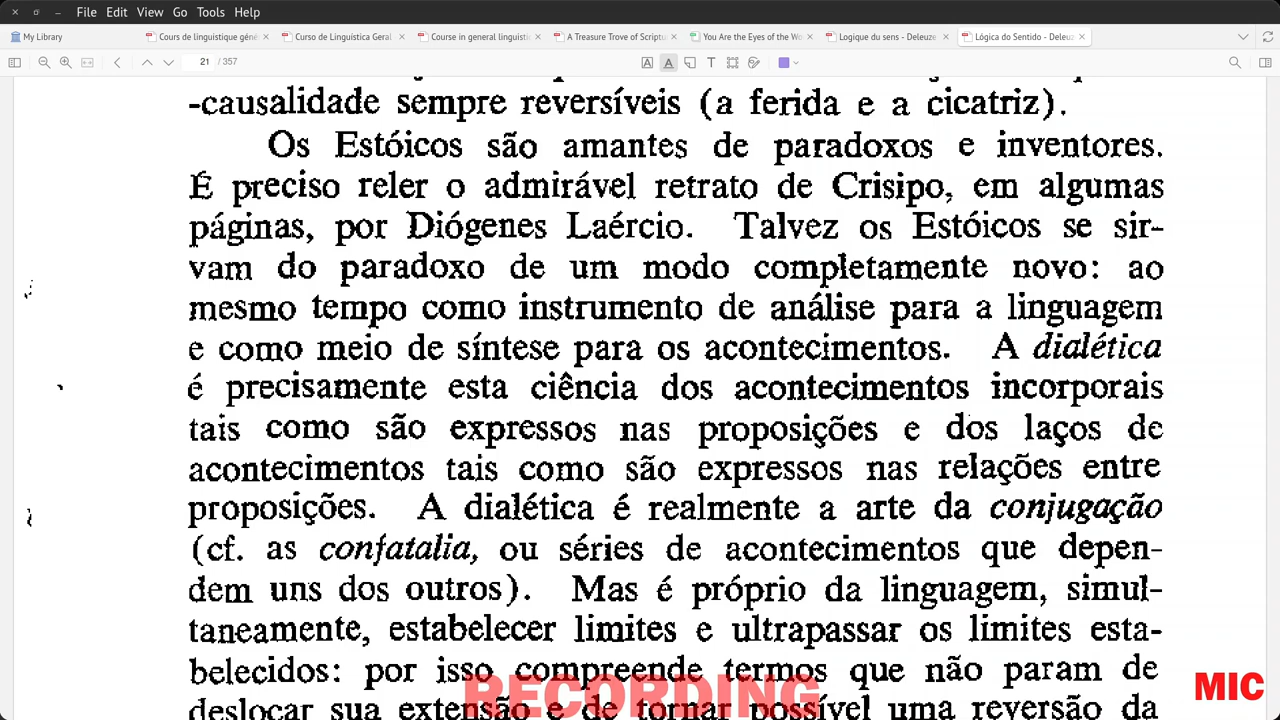 File Edit View Go Tools Help
My Library
Cours de linguistique géné
Curso de Linguística Geral
Course in general linguisti
A Treasure Trove of Scriptu
You Are the Eyes of the Wo
Logique du sens - Deleuze
Lógica do Sentido - Deleuz
21 / 357
-causalidade sempre reversíveis (a ferida e a cicatriz).
Os Estóicos são amantes de paradoxos e inventores.
É preciso reler o admirável retrato de Crisipo, em algumas
páginas, por Diógenes Laércio. Talvez os Estóicos se sir-
vam do paradoxo de um modo completamente novo: ao
mesmo tempo como instrumento de análise para a linguagem
e como meio de síntese para os acontecimentos. A dialética
é precisamente esta ciência dos acontecimentos incorporais
tais como são expressos nas proposições e dos laços de
acontecimentos tais como são expressos nas relações entre
proposições. A dialética é realmente a arte da conjugação
(cf. as confatalia, ou séries de acontecimentos que depen-
dem uns dos outros). Mas é próprio da linguagem, simul-
taneamente, estabelecer limites e ultrapassar os limites esta-
belecidos: por isso compreende termos que não param de
deslocar sua extensão e de tornar possível uma reversão da
RECORDING
MIC